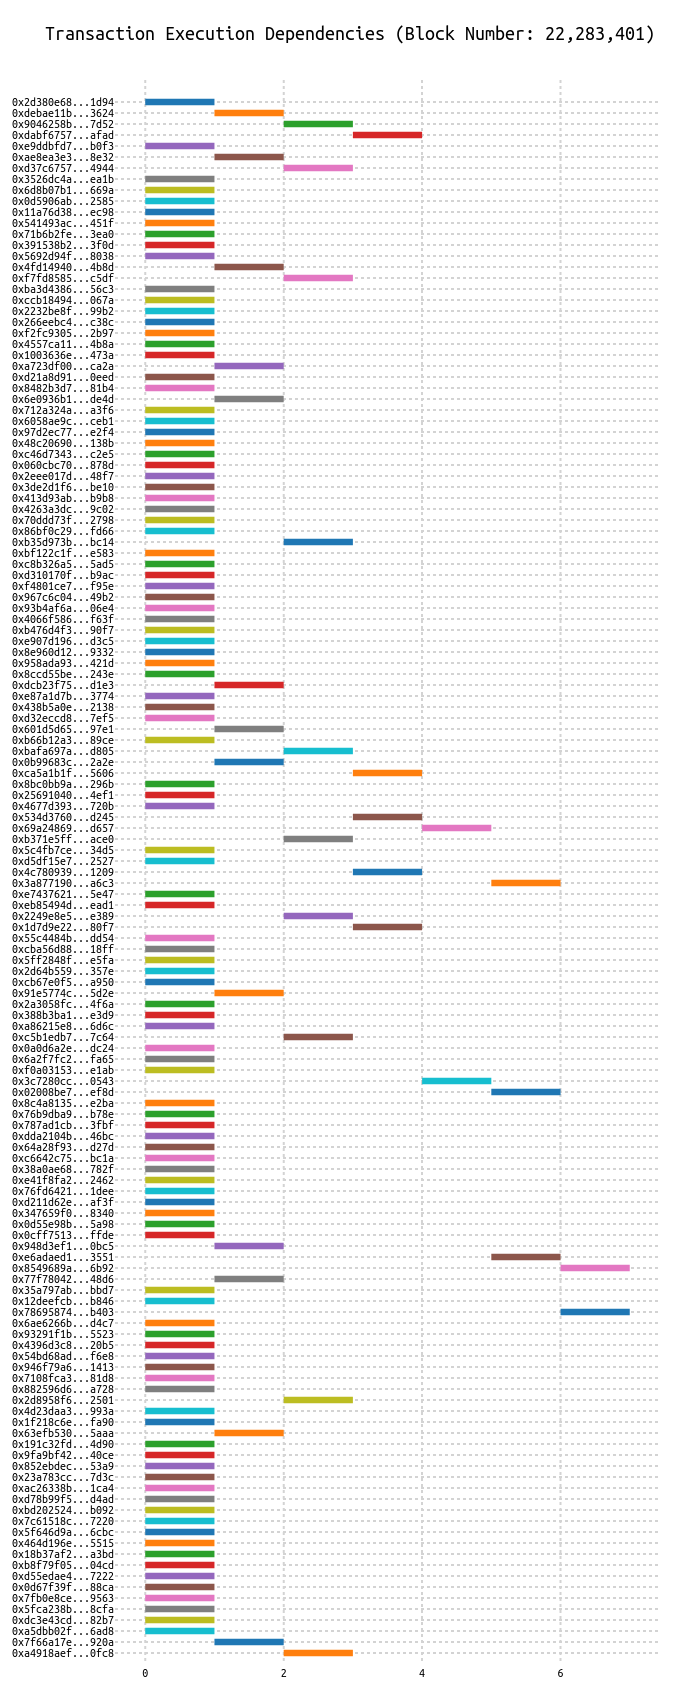 Transaction Execution Dependencies (Block Number: 22,283,401)
0x2d380e68...1d94
0xdebae11b...3624
0x9046258b...7d52
0xdabf6757...afad
0xe9ddbfd7...b0f3
0xae8ea3e3...8e32
0xd37c6757...4944
0x3526dc4a...ea1b
0x6d8b07b1...669a
0x0d5906ab...2585
0x11a76d38...ec98
0x541493ac...451f
0x71b6b2fe...3ea0
0x391538b2...3f0d
0x5692d94f...8038
0x4fd14940...4b8d
0xf7fd8585...c5df
0xba3d4386...56c3
0xccb18494...067a
0x2232be8f...99b2
0x266eebc4...c38c
0xf2fc9305...2b97
0x4557ca11...4b8a
0x1003636e...473a
0xa723df00...ca2a
0xd21a8d91...0eed
0x8482b3d7...81b4
0x6e0936b1...de4d
0x712a324a...a3f6
0x6058ae9c...ceb1
0x97d2ec77...e2f4
0x48c20690...138b
0xc46d7343...c2e5
0x060cbc70...878d
0x2eee017d...48f7
0x3de2d1f6...be10
0x413d93ab...b9b8
0x4263a3dc...9c02
0x70ddd73f...2798
0x86bf0c29...fd66
0xb35d973b...bc14
0xbf122c1f...e583
0xc8b326a5...5ad5
0xd310170f...b9ac
0xf4801ce7...f95e
0x967c6c04...49b2
0x93b4af6a...06e4
0x4066f586...f63f
0xb476d4f3...90f7
0xe907d196...d3c5
0x8e960d12...9332
0x958ada93...421d
0x8ccd55be...243e
0xdcb23f75...d1e3
0xe87a1d7b...3774
0x438b5a0e...2138
0xd32eccd8...7ef5
0x601d5d65...97e1
0xb66b12a3...89ce
0xbafa697a...d805
0x0b99683c...2a2e
0xca5a1b1f...5606
0x8bc0bb9a...296b
0x25691040...4ef1
0x4677d393...720b
0x534d3760...d245
0x69a24869...d657
0xb371e5ff...ace0
0x5c4fb7ce...34d5
0xd5df15e7...2527
0x4c780939...1209
0x3a877190...a6c3
0xe7437621...5e47
0xeb85494d...ead1
0x2249e8e5...e389
0x1d7d9e22...80f7
0x55c4484b...dd54
0xcba56d88...18ff
0x5ff2848f...e5fa
0x2d64b559...357e
0xcb67e0f5...a950
0x91e5774c...5d2e
0x2a3058fc...4f6a
0x388b3ba1...e3d9
0xa86215e8...6d6c
0xc5b1edb7...7c64
0x0a0d6a2e...dc24
0x6a2f7fc2...fa65
0xf0a03153...e1ab
0x3c7280cc...0543
0x02008be7...ef8d
0x8c4a8135...e2ba
0x76b9dba9...b78e
0x787ad1cb...3fbf
0xdda2104b...46bc
0x64a28f93...d27d
0xc6642c75...bc1a
0x38a0ae68...782f
0xe41f8fa2...2462
0x76fd6421...1dee
0xd211d62e...af3f
0x347659f0...8340
0x0d55e98b...5a98
0x0cff7513...ffde
0x948d3ef1...0bc5
0xe6adaed1...3551
0x8549689a...6b92
0x77f78042...48d6
0x35a797ab...bbd7
0x12deefcb...b846
0x78695874...b403
0x6ae6266b...d4c7
0x93291f1b...5523
0x4396d3c8...20b5
0x54bd68ad...f6e8
0x946f79a6...1413
0x7108fca3...81d8
0x882596d6...a728
0x2d8958f6...2501
0x4d23daa3...993a
0x1f218c6e...fa90
0x63efb530...5aaa
0x191c32fd...4d90
0x9fa9bf42...40ce
0x852ebdec...53a9
0x23a783cc...7d3c
0xac26338b...1ca4
0xd78b99f5...d4ad
0xbd202524...b092
0x7c61518c...7220
0x5f646d9a...6cbc
0x464d196e...5515
0x18b37af2...a3bd
0xb8f79f05...04cd
0xd55edae4...7222
0x0d67f39f...88ca
0x7fb0e8ce...9563
0x5fca238b...8cfa
0xdc3e43cd...82b7
0xa5dbb02f...6ad8
0x7f66a17e...920a
0xa4918aef...0fc8
0 2 4 6